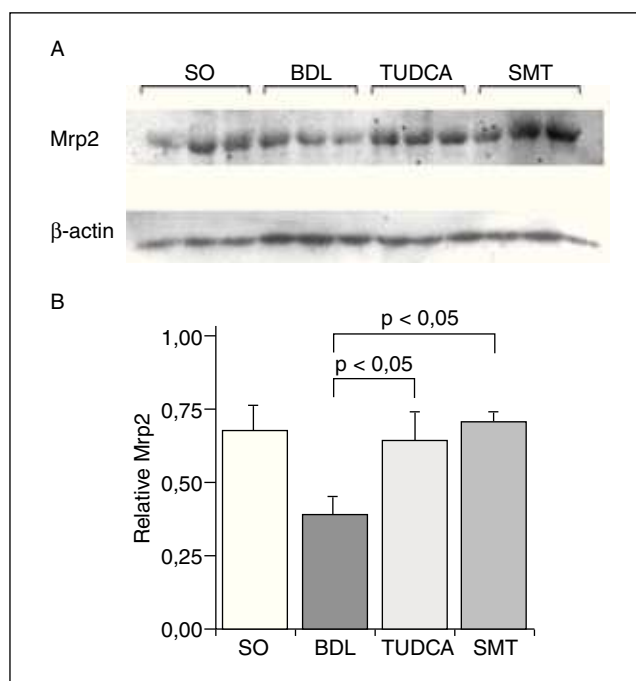 A
SO BDL TUDCA SMT
Mrp2
β-actin
B
p < 0,05
p < 0,05
1,00
0,75
0,50
0,25
0,00
Relative Mrp2
SO BDL TUDCA SMT